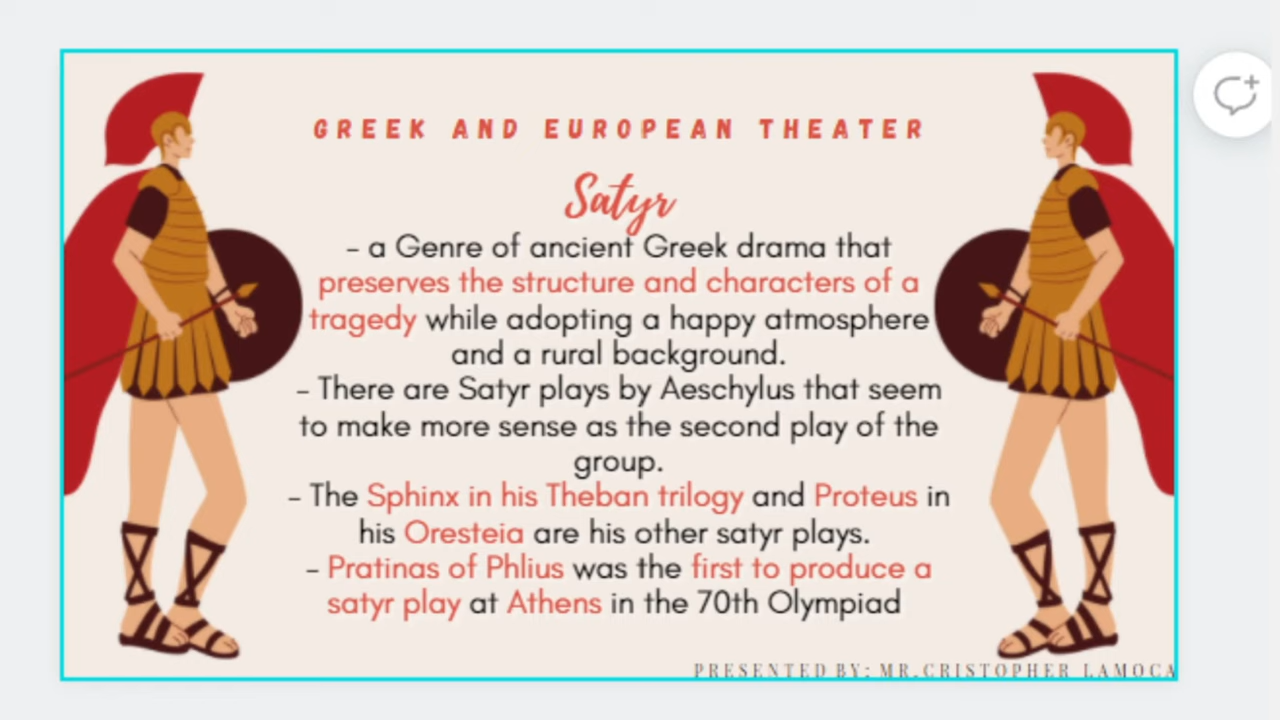 GREEK AND EUROPEAN THEATER
Satyr
– a Genre of ancient Greek drama that
preserves the structure and characters of a
tragedy while adopting a happy atmosphere
and a rural background.
– There are Satyr plays by Aeschylus that seem
to make more sense as the second play of the
group.
– The Sphinx in his Theban trilogy and Proteus in
his Oresteia are his other satyr plays.
– Pratinas of Phlius was the first to produce a
satyr play at Athens in the 70th Olympiad
PRESENTED BY: MR.CRISTOPHER LAMOCA